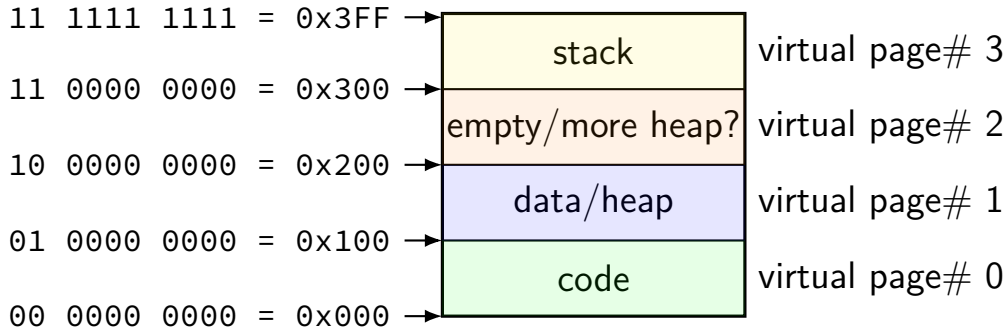 11 1111 1111 = 0x3FF
stack
virtual page# 3
11 0000 0000 = 0x300
empty/more heap?
virtual page# 2
10 0000 0000 = 0x200
data/heap
virtual page# 1
01 0000 0000 = 0x100
code
virtual page# 0
00 0000 0000 = 0x000